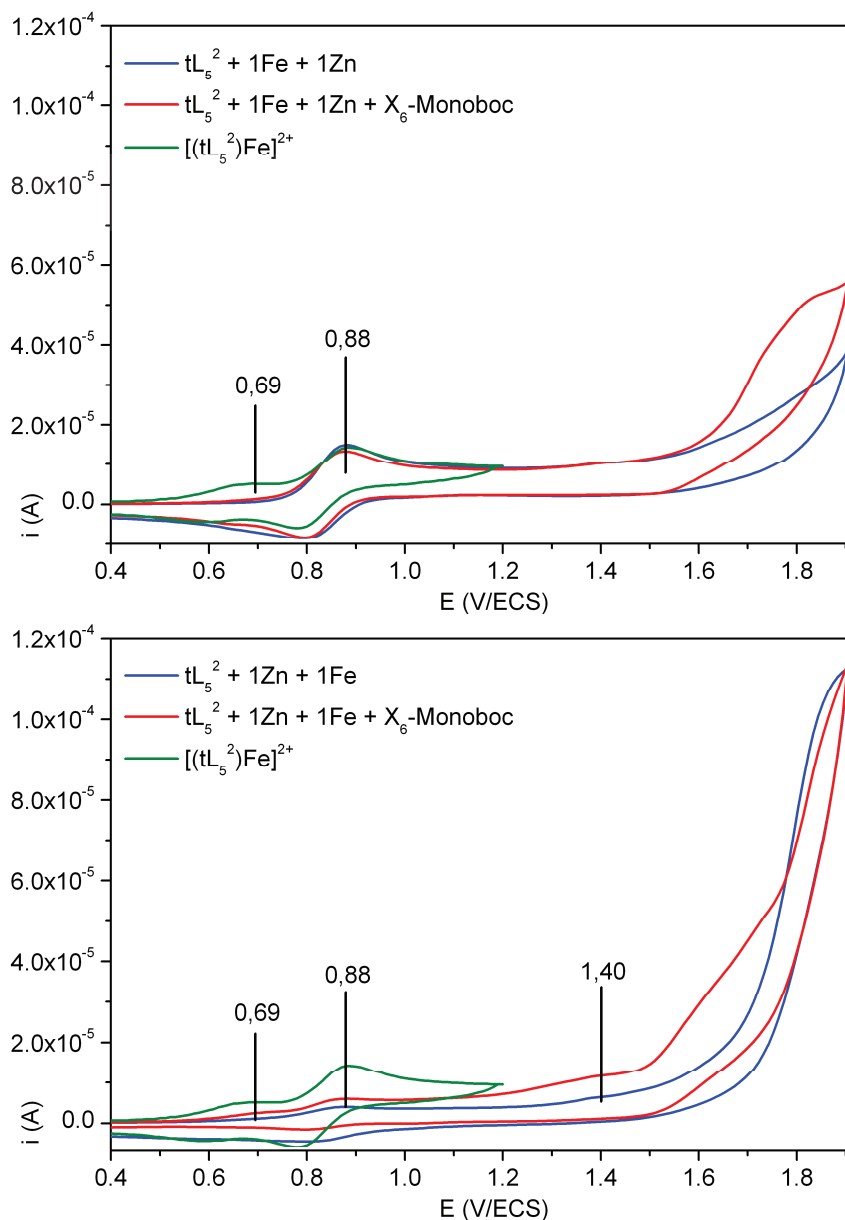 1.2x10⁻⁴
tL₅² + 1Fe + 1Zn
1.0x10⁻⁴
tL₅² + 1Fe + 1Zn + X₆-Monoboc
[(tL₅²)Fe]²⁺
8.0x10⁻⁵
6.0x10⁻⁵
0,88
4.0x10⁻⁵
0,69
2.0x10⁻⁵
0.0
i (A)
0.4 0.6 0.8 1.0 1.2 1.4 1.6 1.8
E (V/ECS)
1.2x10⁻⁴
tL₅² + 1Zn + 1Fe
1.0x10⁻⁴
tL₅² + 1Zn + 1Fe + X₆-Monoboc
[(tL₅²)Fe]²⁺
8.0x10⁻⁵
6.0x10⁻⁵
4.0x10⁻⁵
0,88
1,40
0,69
2.0x10⁻⁵
0.0
i (A)
0.4 0.6 0.8 1.0 1.2 1.4 1.6 1.8
E (V/ECS)